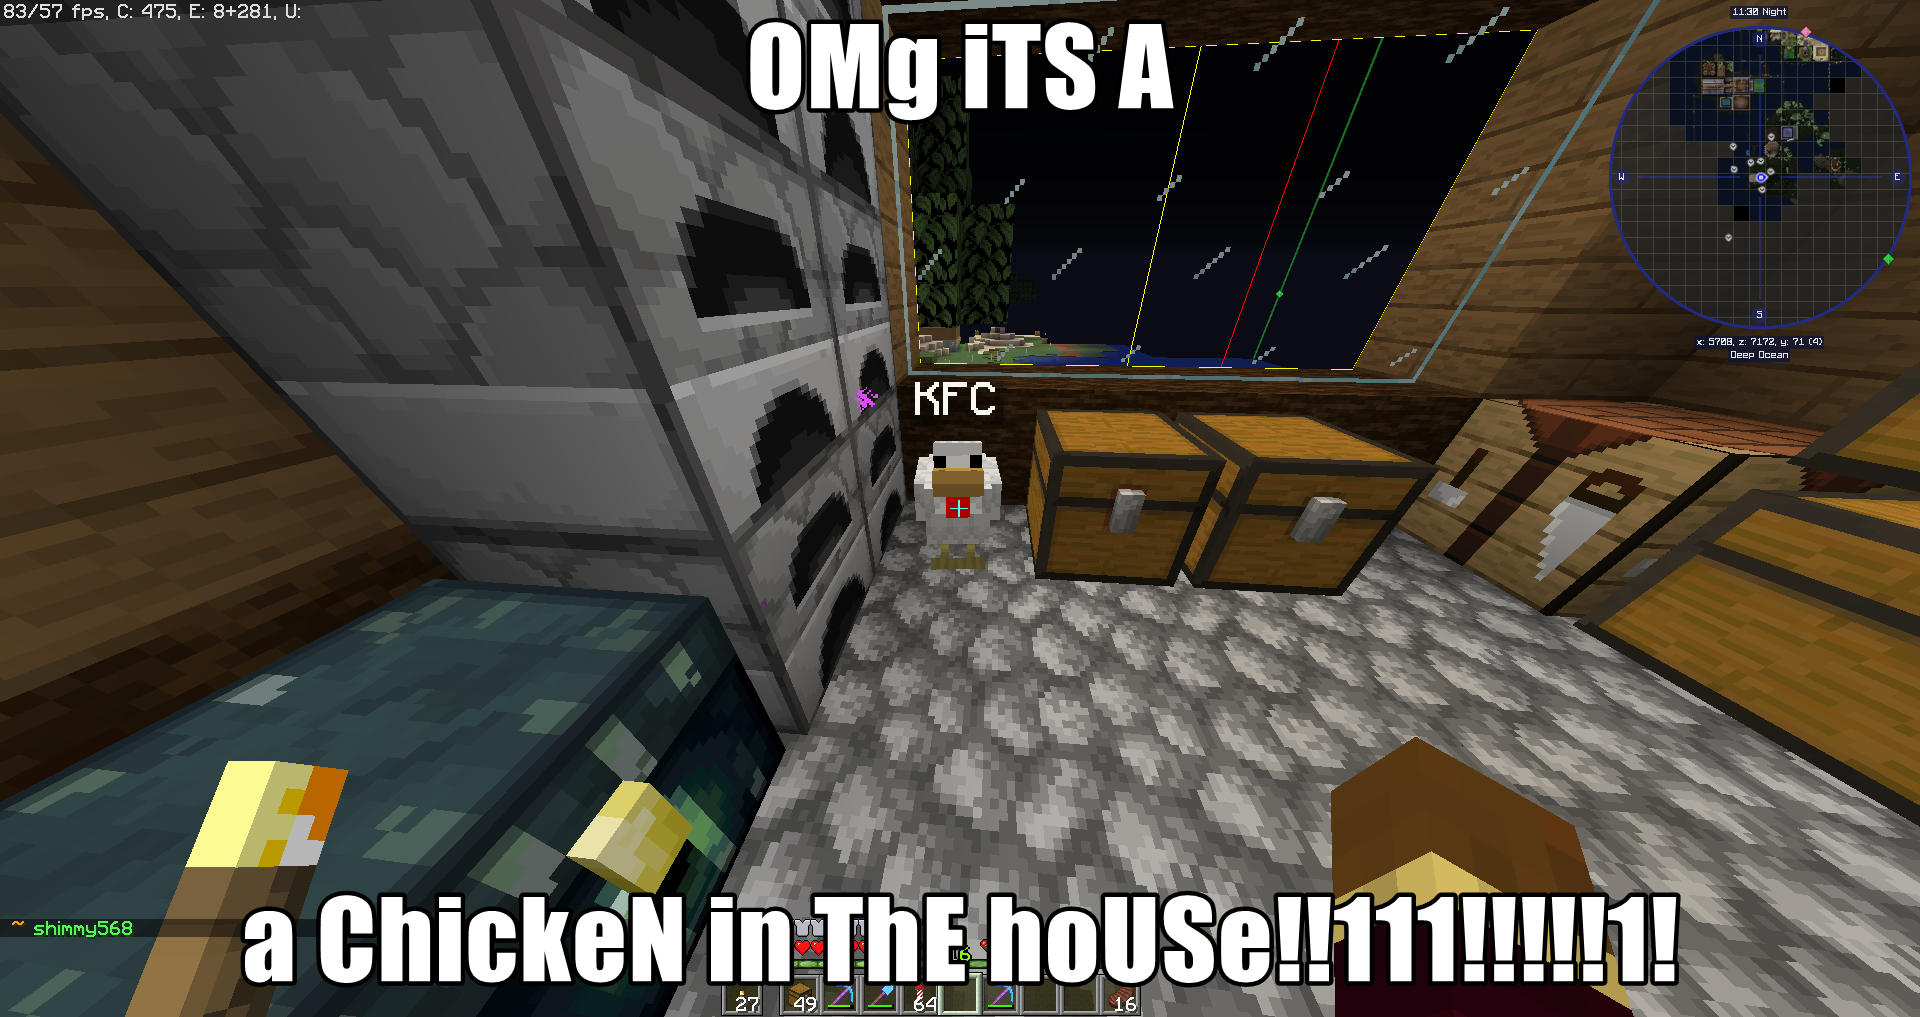 83/57 fps, C: 475, E: 8+281, U:
11:30 Night
OMg iTS A
N
W
E
S
x: 5708, z: 7172, y: 71 (4)
Deep Ocean
KFC
~ shimmy568
a ChickeN in ThE hoUSe!!111!!!!!1!
16
27
49
64
16